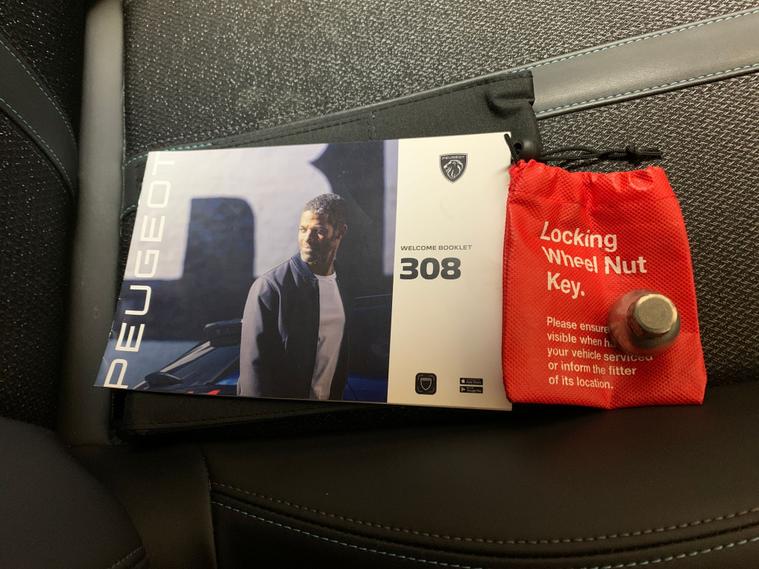 PEUGEOT
PEUGEOT
WELCOME BOOKLET
308
Locking
Wheel Nut
Key.
Please ensure
visible when
your vehicle serviced
or inform the fitter
of its location.